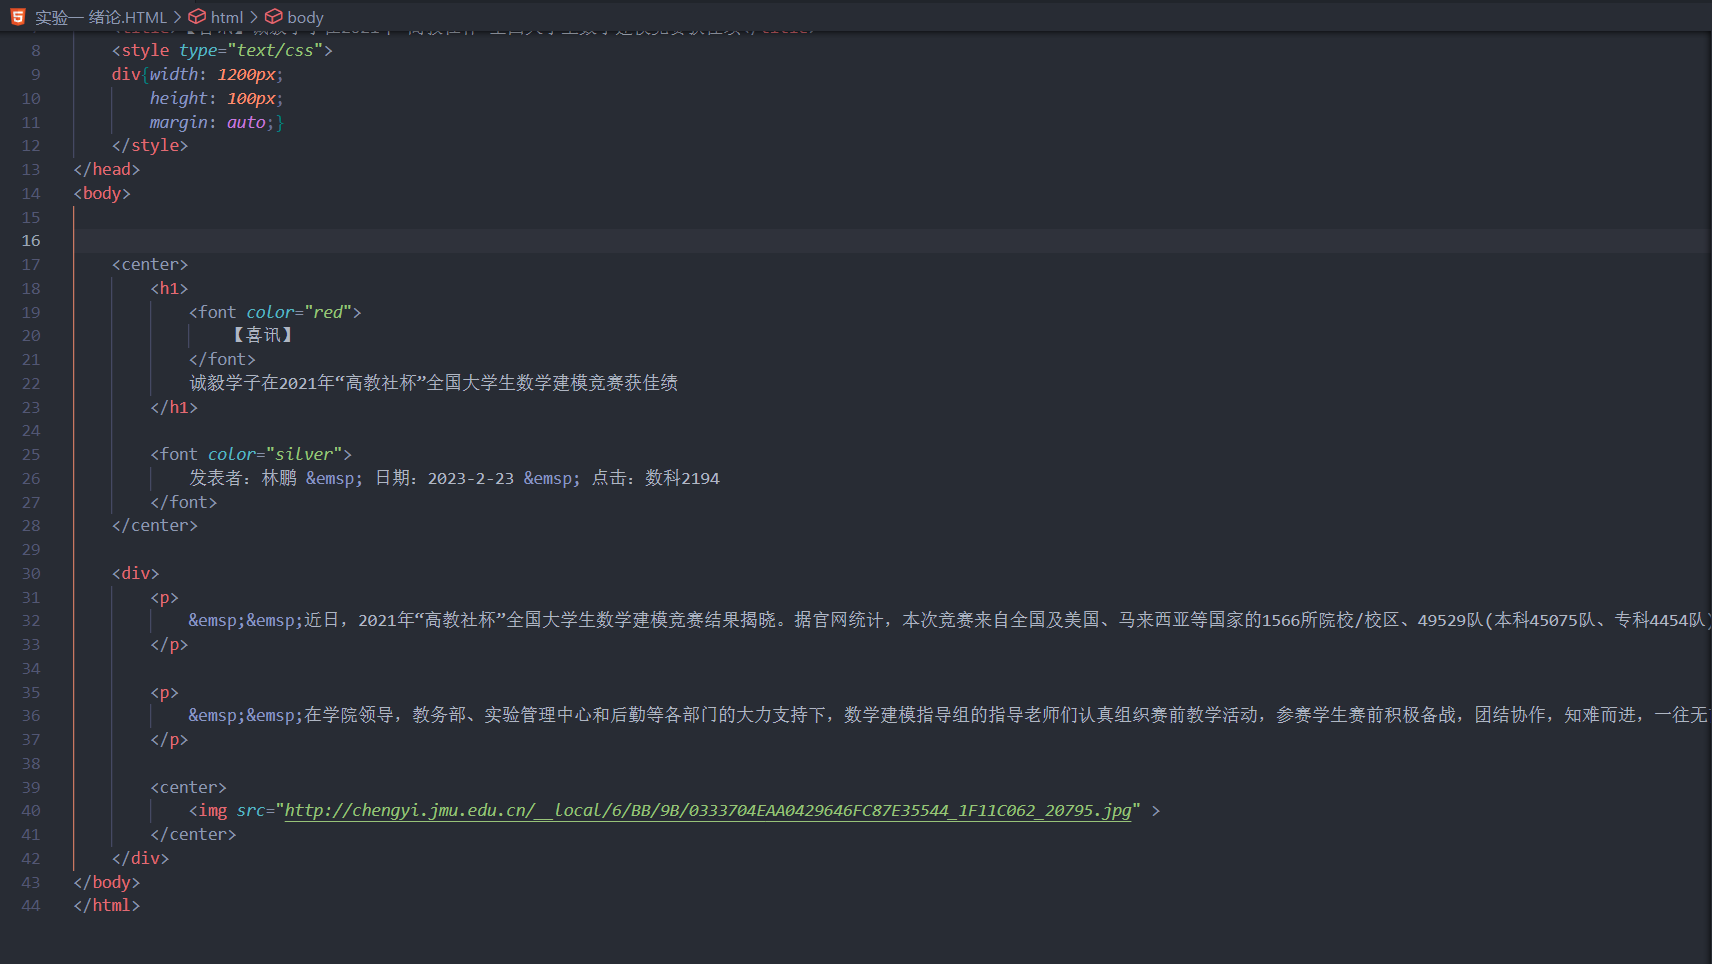 实验一 绪论.HTML > html > body
8 <style type="text/css">
9 div{width: 1200px;
10 height: 100px;
11 margin: auto;}
12 </style>
13 </head>
14 <body>
15
16
17 <center>
18 <h1>
19 <font color="red">
20 【喜讯】
21 </font>
22 诚毅学子在2021年“高教社杯”全国大学生数学建模竞赛获佳绩
23 </h1>
24
25 <font color="silver">
26 发表者: 林鹏 &emsp; 日期: 2023-2-23 &emsp; 点击: 数科2194
27 </font>
28 </center>
29
30 <div>
31 <p>
32 &emsp;&emsp;近日，2021年“高教社杯”全国大学生数学建模竞赛结果揭晓。据官网统计，本次竞赛来自全国及美国、马来西亚等国家的1566所院校/校区、49529队(本科45075队、专科4454队)
33 </p>
34
35 <p>
36 &emsp;&emsp;在学院领导，教务部、实验管理中心和后勤等各部门的大力支持下，数学建模指导组的指导老师们认真组织赛前教学活动，参赛学生赛前积极备战，团结协作，知难而进，一往无
37 </p>
38
39 <center>
40 <img src="http://chengyi.jmu.edu.cn/__local/6/BB/9B/0333704EAA0429646FC87E35544_1F11C062_20795.jpg" >
41 </center>
42 </div>
43 </body>
44 </html>